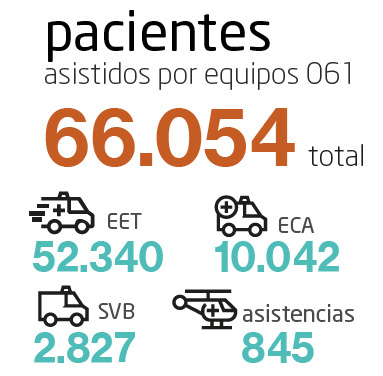 pacientes
asistidos por equipos 061
66.054 total
EET
52.340
ECA
10.042
SVB
2.827
asistencias
845